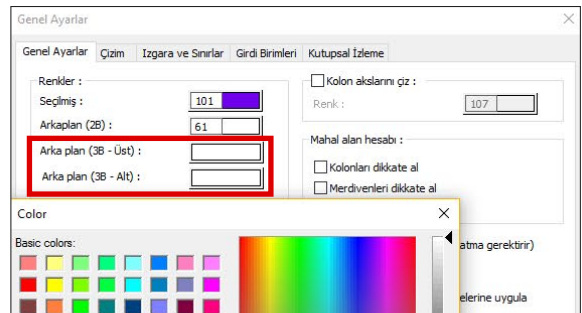 Genel Ayarlar
Genel Ayarlar Çizim Izgara ve Sınırlar Girdi Birimleri Kutupsal İzleme
Renkler :
Seçilmiş : 101
Arkaplan (2B) : 61
Arka plan (3B - Üst) :
Arka plan (3B - Alt) :
Kolon akslarını çiz :
Renk : 107
Mahal alan hesabı :
Kolonları dikkate al
Merdivenleri dikkate al
Color
Basic colors:
atma gerektirir)
elerine uygula